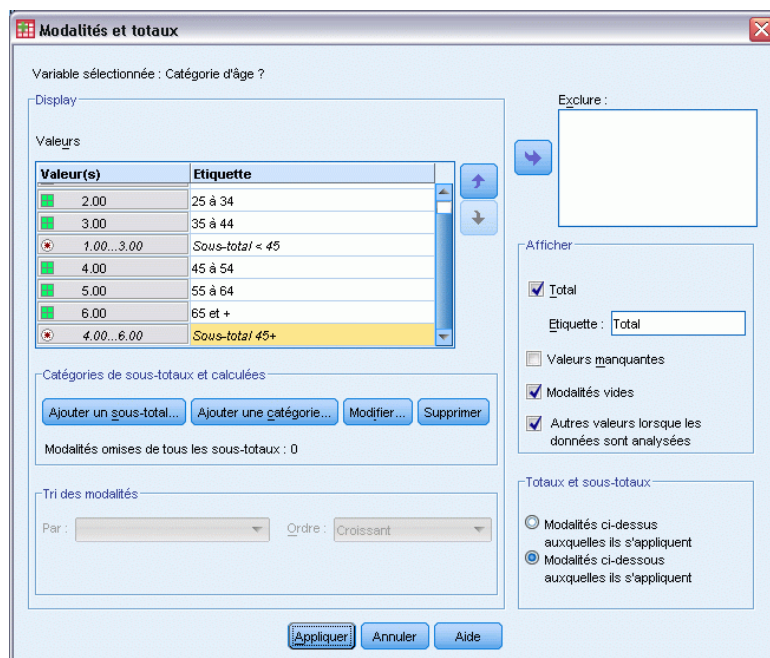 Modalités et totaux
Variable sélectionnée : Catégorie d'âge ?
Display
Valeurs
Valeur(s) Etiquette
2.00 25 à 34
3.00 35 à 44
1.00...3.00 Sous-total < 45
4.00 45 à 54
5.00 55 à 64
6.00 65 et +
4.00...6.00 Sous-total 45+
Catégories de sous-totaux et calculées
Ajouter un sous-total... Ajouter une catégorie... Modifier... Supprimer
Modalités omises de tous les sous-totaux : 0
Tri des modalités
Par : Ordre : Croissant
Exclure :
Afficher
Total
Etiquette : Total
Valeurs manquantes
Modalités vides
Autres valeurs lorsque les
données sont analysées
Totaux et sous-totaux
Modalités ci-dessus
auxquelles ils s'appliquent
Modalités ci-dessous
auxquelles ils s'appliquent
Appliquer Annuler Aide